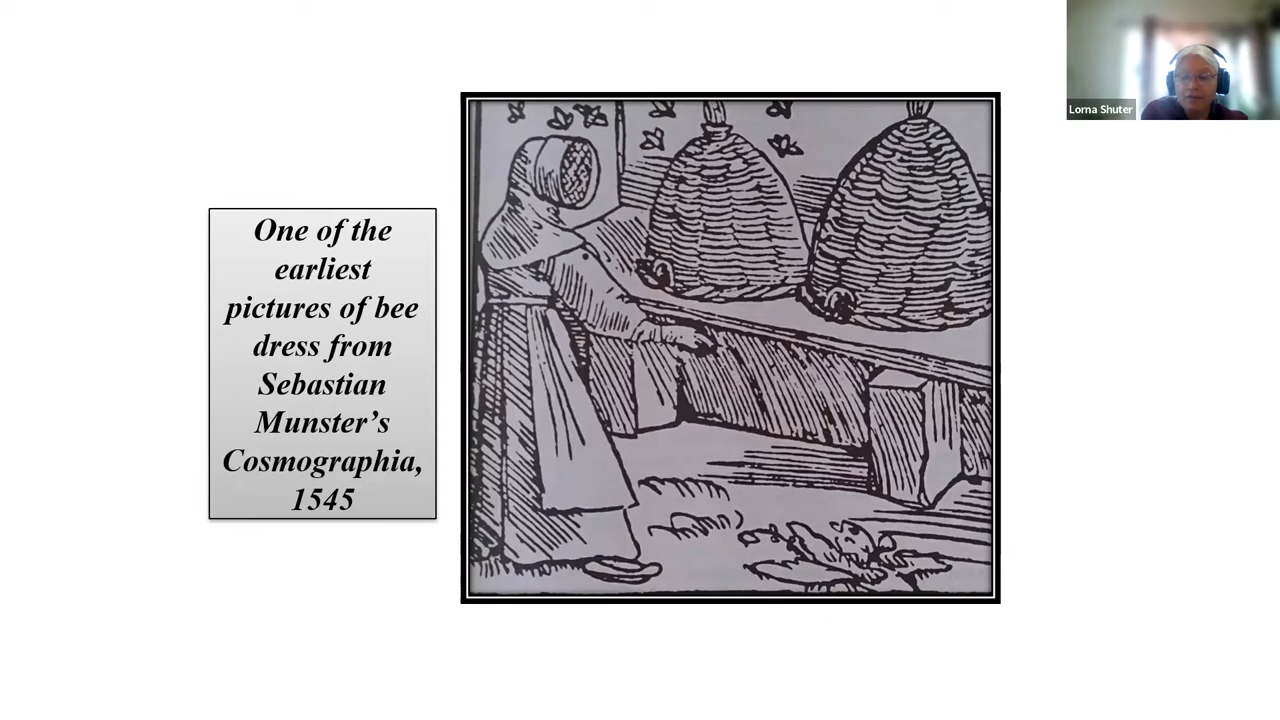 Lorna Shuter
One of the
earliest
pictures of bee
dress from
Sebastian
Munster’s
Cosmographia,
1545